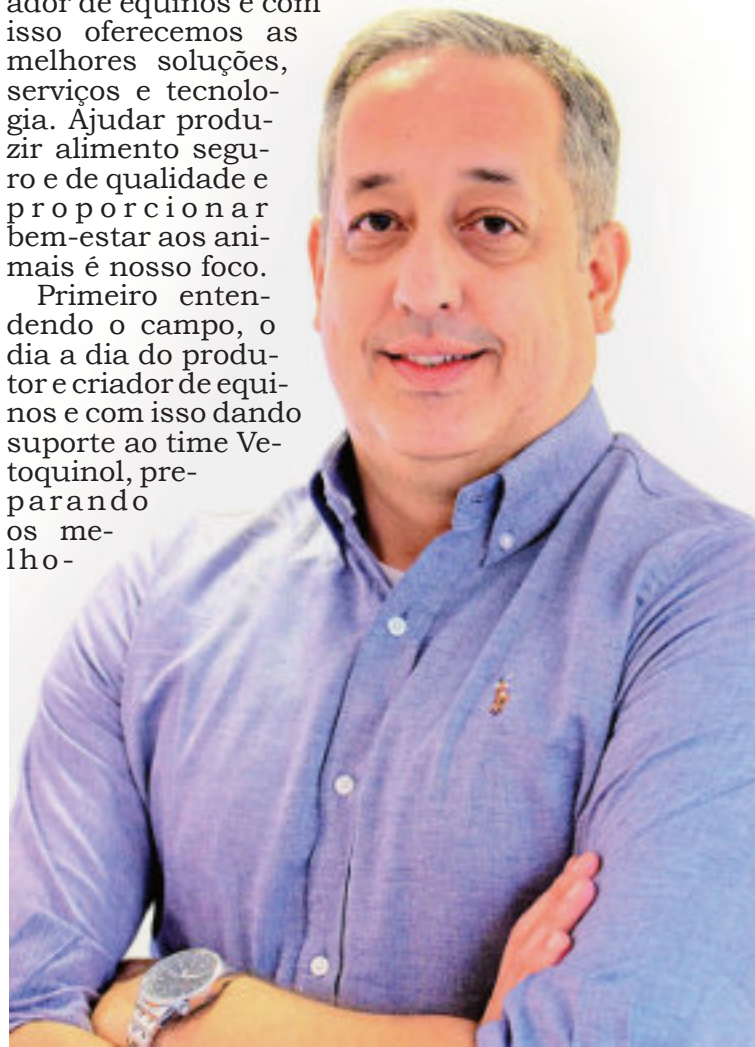 ador de equinos e com
isso oferecemos as
melhores soluções,
serviços e tecnolo-
gia. Ajudar produ-
zir alimento segu-
ro e de qualidade e
proporcionar
bem-estar aos ani-
mais é nosso foco.
Primeiro enten-
dendo o campo, o
dia a dia do produ-
tor e criador de equi-
nos e com isso dando
suporte ao time Ve-
toquinol, pre-
parando
os me-
lho-